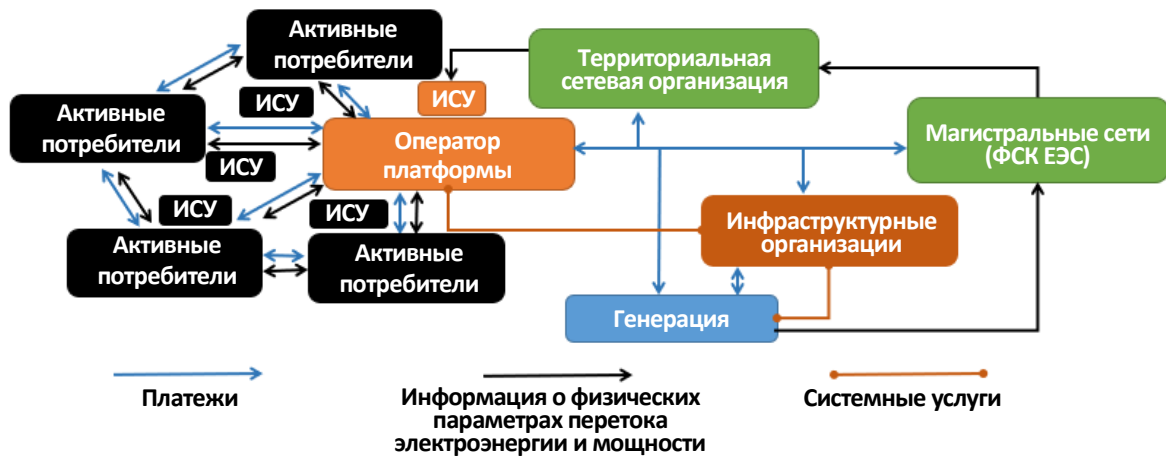 Активные
потребители
Территориальная
сетевая организация
ИСУ
ИСУ
Активные
потребители
Оператор
платформы
Магистральные сети
(ФСК ЕЭС)
ИСУ
ИСУ
ИСУ
Инфраструктурные
организации
Активные
потребители
Активные
потребители
Генерация
Платежи
Информация о физических
параметрах перетока
электроэнергии и мощности
Системные услуги